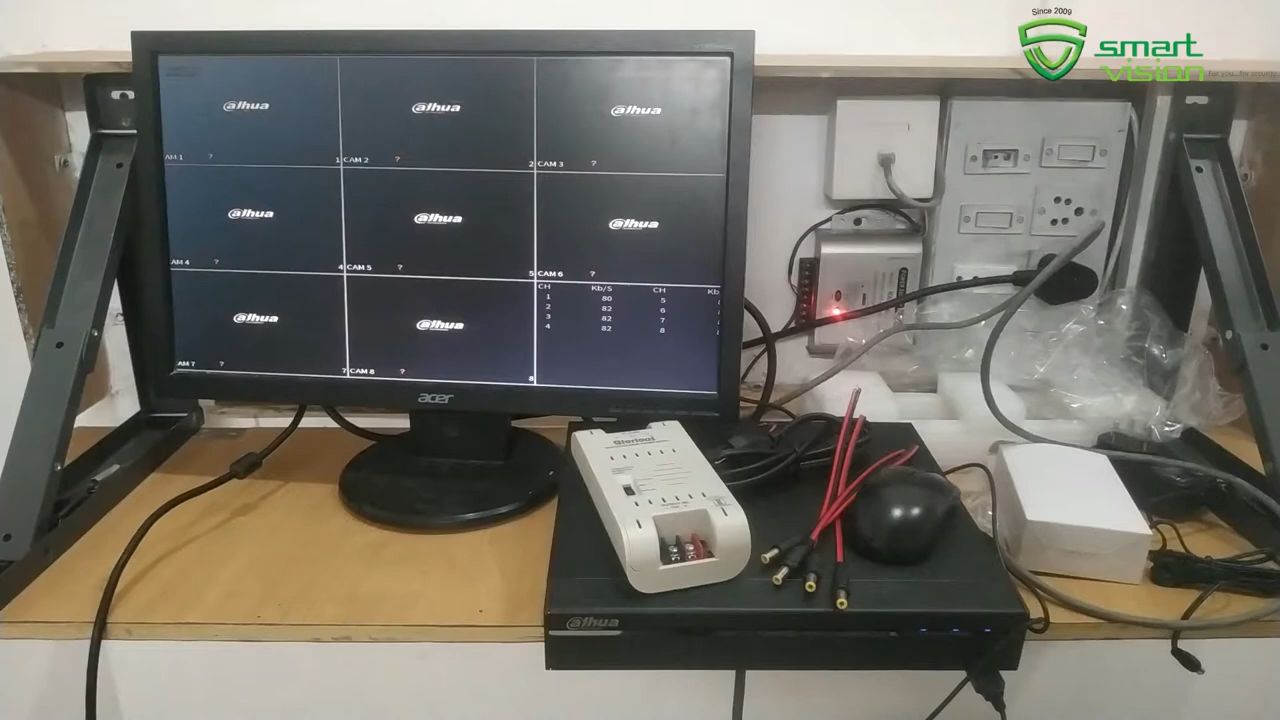 Since 2009
smart
vision
alhua
alhua
alhua
AM 1 ? 1
CAM 2 ? 2
CAM 3 ?
alhua
alhua
alhua
AM 4 ? 4
CAM 5 ? 5
CAM 6 ?
alhua
alhua
CH Kb/S CH Kb
1 80 5
2 82 6
3 82 7
4 82 8
AM 7 ? 7
CAM 8 ? 8
acer
Glorious
alhua